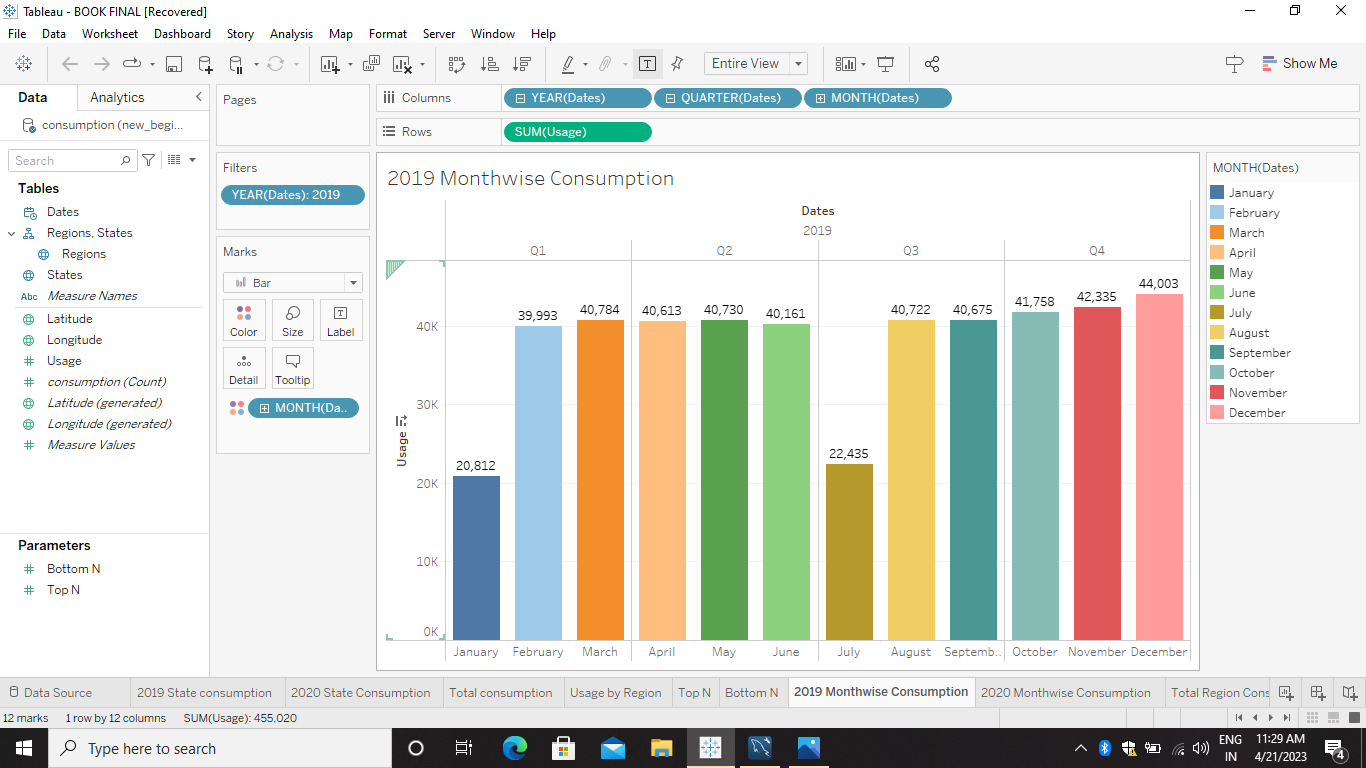 Tableau - BOOK FINAL [Recovered]
File Data Worksheet Dashboard Story Analysis Map Format Server Window Help
Entire View
Show Me
Data Analytics
consumption (new_begi...
Search
Tables
Dates
Regions, States
Regions
States
Abc Measure Names
Latitude
Longitude
Usage
consumption (Count)
Latitude (generated)
Longitude (generated)
Measure Values
Parameters
Bottom N
Top N
Pages
Filters
YEAR(Dates): 2019
Marks
Bar
Color Size Label
Detail Tooltip
MONTH(Da..
Columns YEAR(Dates) QUARTER(Dates) MONTH(Dates)
Rows SUM(Usage)
2019 Monthwise Consumption
Dates
2019
Q1 Q2 Q3 Q4
20,812 39,993 40,784 40,613 40,730 40,161 22,435 40,722 40,675 41,758 42,335 44,003
Usage
40K
30K
20K
10K
0K
January February March April May June July August Septemb.. October November December
MONTH(Dates)
January
February
March
April
May
June
July
August
September
October
November
December
Data Source 2019 State consumption 2020 State Consumption Total consumption Usage by Region Top N Bottom N 2019 Monthwise Consumption 2020 Monthwise Consumption Total Region Cons
12 marks 1 row by 12 columns SUM(Usage): 455,020
Type here to search
ENG
IN
11:29 AM
4/21/2023
4